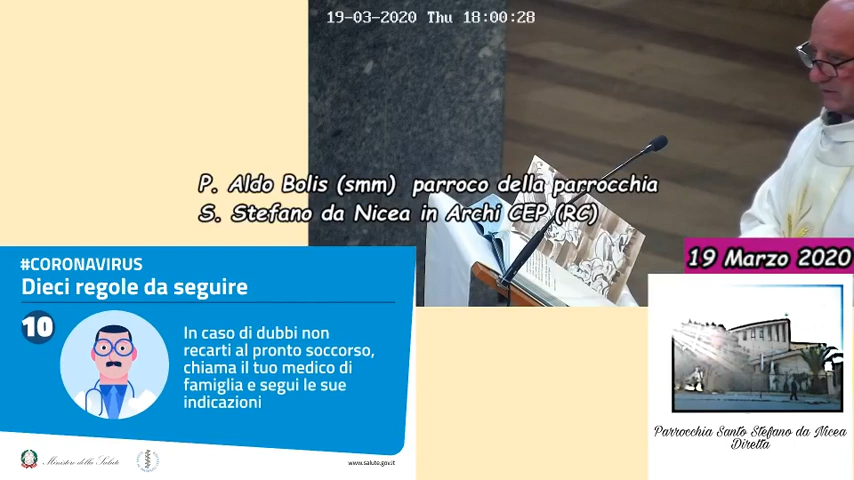 19-03-2020 Thu 18:00:28
P. Aldo Bolis (smm) parroco della parrocchia
S. Stefano da Nicea in Archi CEP (RC)
19 Marzo 2020
#CORONAVIRUS
Dieci regole da seguire
10
In caso di dubbi non
recarti al pronto soccorso,
chiama il tuo medico di
famiglia e segui le sue
indicazioni
Ministero della Salute
www.salute.gov.it
Parrocchia Santo Stefano da Nicea
Diretta